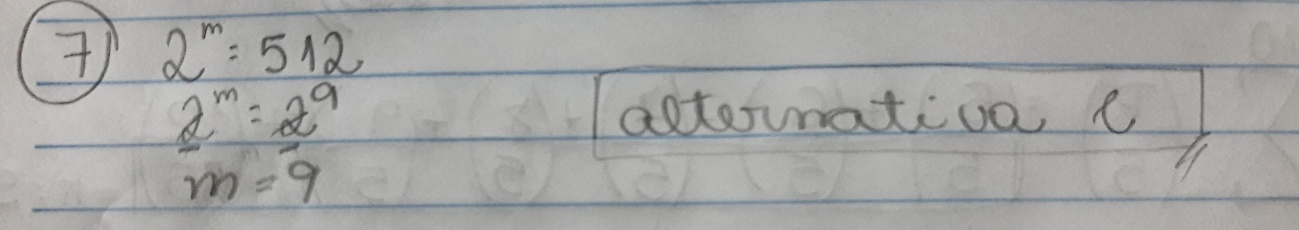 7) 2^m = 512
2^m = 2^9
m = 9
alternativa c